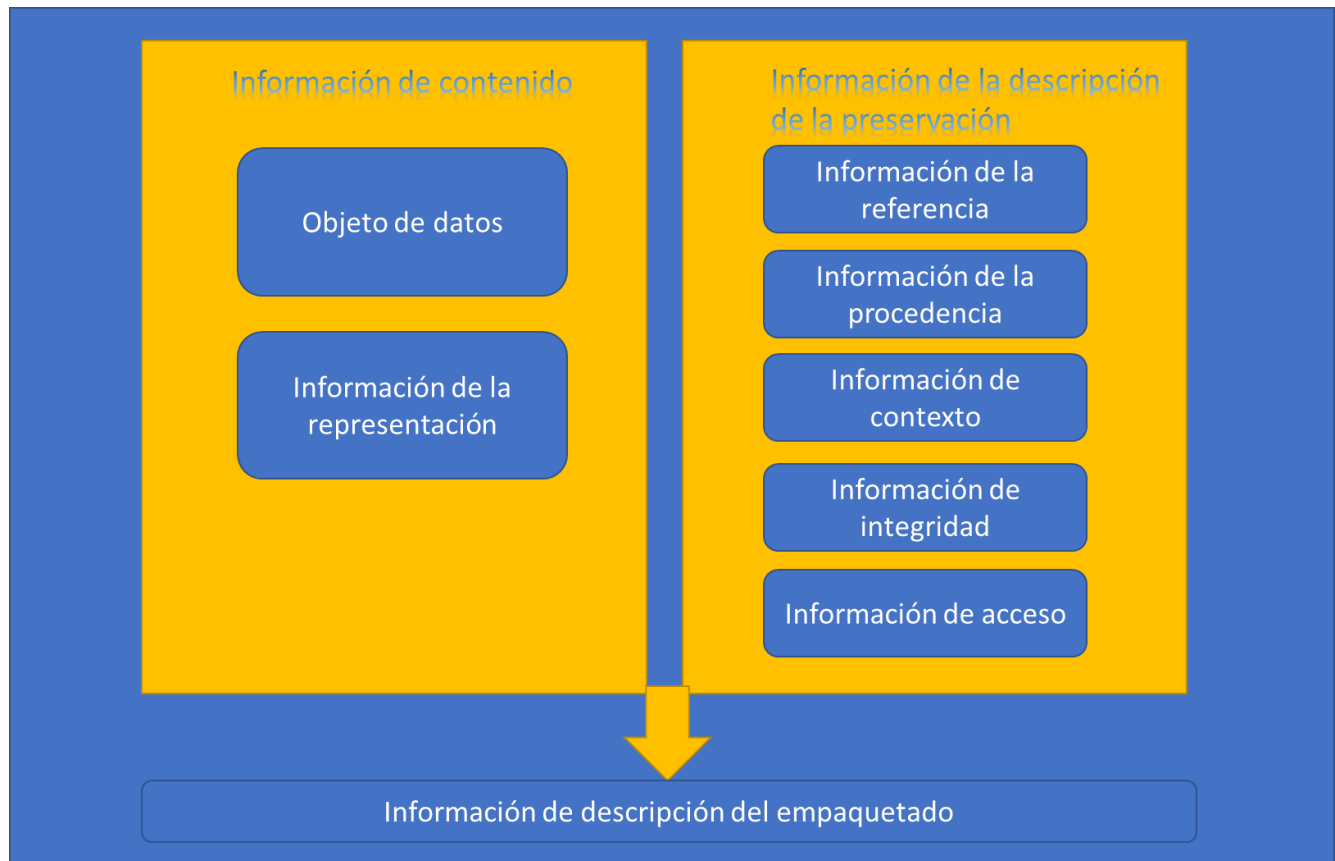 Información de contenido
Objeto de datos
Información de la
representación
Información de la descripción
de la preservación
Información de la
referencia
Información de la
procedencia
Información de
contexto
Información de
integridad
Información de acceso
Información de descripción del empaquetado